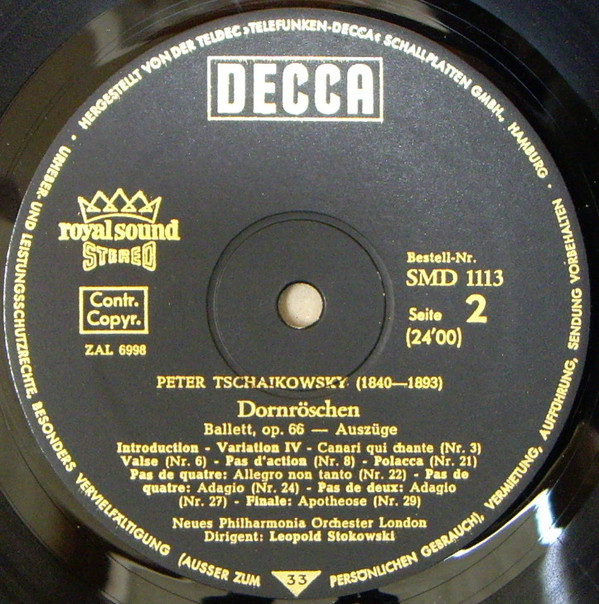 HERGESTELLT VON DER TELDEC ›TELEFUNKEN-DECCA‹ SCHALLPLATTEN GMBH., HAMBURG •
URHEBER- UND LEISTUNGSSCHUTZRECHTE, BESONDERS VERVIELFÄLTIGUNG (AUSSER ZUM PERSÖNLICHEN GEBRAUCH), VERMIETUNG, AUFFÜHRUNG, SENDUNG VORBEHALTEN •
DECCA
royal sound
STEREO
Contr.
Copyr.
ZAL 6998
Bestell-Nr.
SMD 1113
Seite 2
(24'00)
PETER TSCHAIKOWSKY (1840—1893)
Dornröschen
Ballett, op. 66 — Auszüge
Introduction - Variation IV - Canari qui chante (Nr. 3)
Valse (Nr. 6) - Pas d'action (Nr. 8) - Polacca (Nr. 21)
Pas de quatre: Allegro non tanto (Nr. 22) - Pas de
quatre: Adagio (Nr. 24) - Pas de deux: Adagio
(Nr. 27) - Finale: Apotheose (Nr. 29)
Neues Philharmonia Orchester London
Dirigent: Leopold Stokowski
33